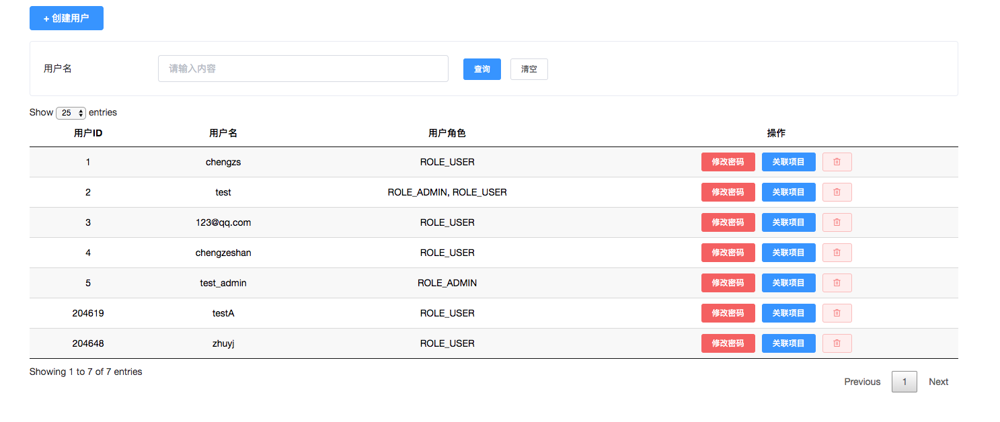 + 创建用户
用户名 请输入内容 查询 清空
Show 25 entries
用户ID 用户名 用户角色 操作
1 chengzs ROLE_USER 修改密码 关联项目
2 test ROLE_ADMIN, ROLE_USER 修改密码 关联项目
3 123@qq.com ROLE_USER 修改密码 关联项目
4 chengzeshan ROLE_USER 修改密码 关联项目
5 test_admin ROLE_ADMIN 修改密码 关联项目
204619 testA ROLE_USER 修改密码 关联项目
204648 zhuyj ROLE_USER 修改密码 关联项目
Showing 1 to 7 of 7 entries
Previous 1 Next